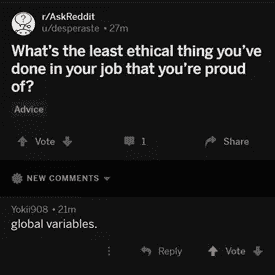 r/AskReddit
u/desperaste • 27m
What's the least ethical thing you've
done in your job that you're proud
of?
Advice
Vote
1
Share
NEW COMMENTS
Yokii908 • 21m
global variables.
Reply
Vote